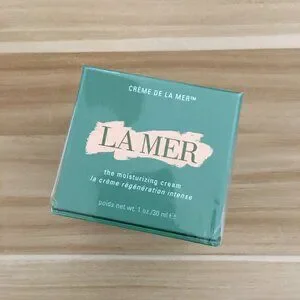 CRÈME DE LA MER™
LA MER
the moisturizing cream
la crème régénération intense
poids net wt. 1 oz./30 ml ℮